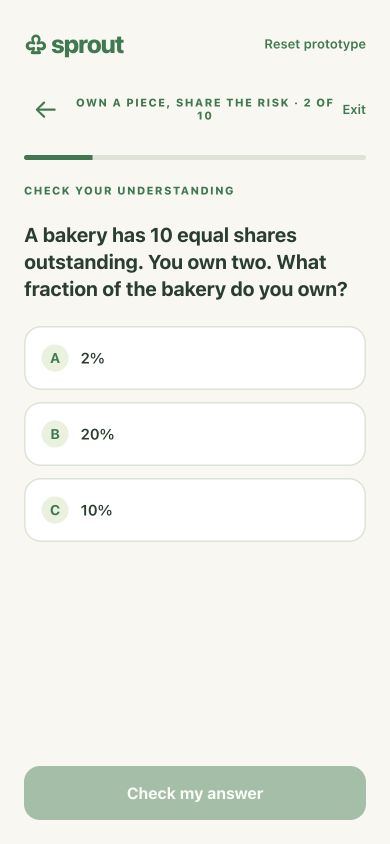 sprout
Reset prototype
OWN A PIECE, SHARE THE RISK · 2 OF
10
Exit
CHECK YOUR UNDERSTANDING
A bakery has 10 equal shares
outstanding. You own two. What
fraction of the bakery do you own?
A 2%
B 20%
C 10%
Check my answer